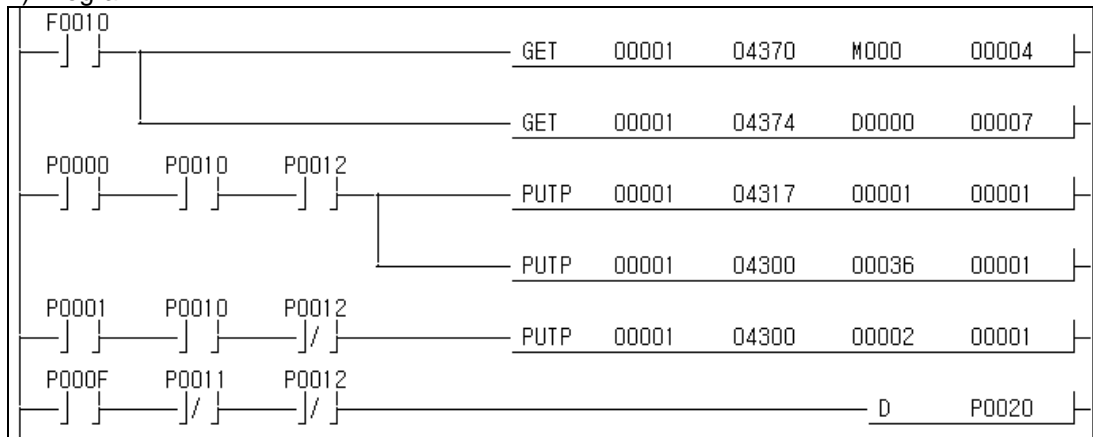 F0010
GET 00001 04370 M000 00004
GET 00001 04374 D0000 00007
P0000 P0010 P0012
PUTP 00001 04317 00001 00001
PUTP 00001 04300 00036 00001
P0001 P0010 P0012
PUTP 00001 04300 00002 00001
P000F P0011 P0012
D P0020